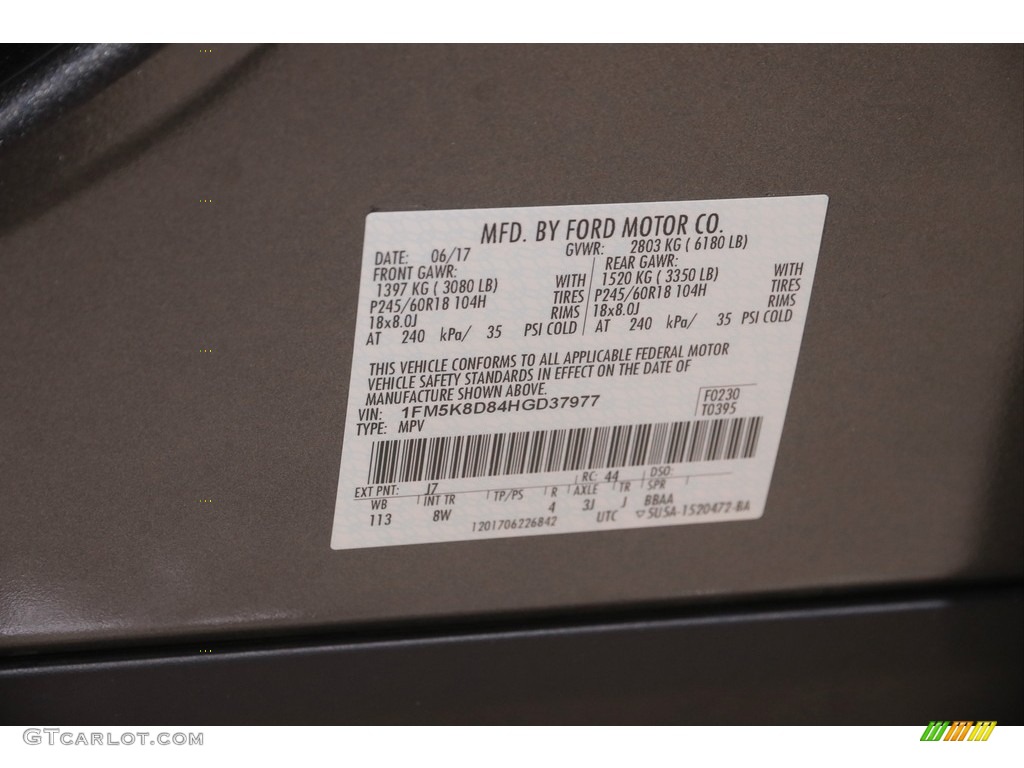 MFD. BY FORD MOTOR CO.
DATE: 06/17 GVWR: 2803 KG ( 6180 LB)
FRONT GAWR: REAR GAWR:
1397 KG ( 3080 LB) WITH 1520 KG ( 3350 LB) WITH
P245/60R18 104H TIRES P245/60R18 104H TIRES
18x8.0J RIMS 18x8.0J RIMS
AT 240 kPa/ 35 PSI COLD AT 240 kPa/ 35 PSI COLD
THIS VEHICLE CONFORMS TO ALL APPLICABLE FEDERAL MOTOR
VEHICLE SAFETY STANDARDS IN EFFECT ON THE DATE OF
MANUFACTURE SHOWN ABOVE.
VIN: 1FM5K8D84HGD37977 F0230
TYPE: MPV T0395
EXT PNT: J7 RC: 44 DSO:
WB INT TR TP/PS R AXLE TR SPR
113 8W 4 3J J BBAA
1201706226842 UTC ▽5USA-1520472-BA
GTcarlot.com